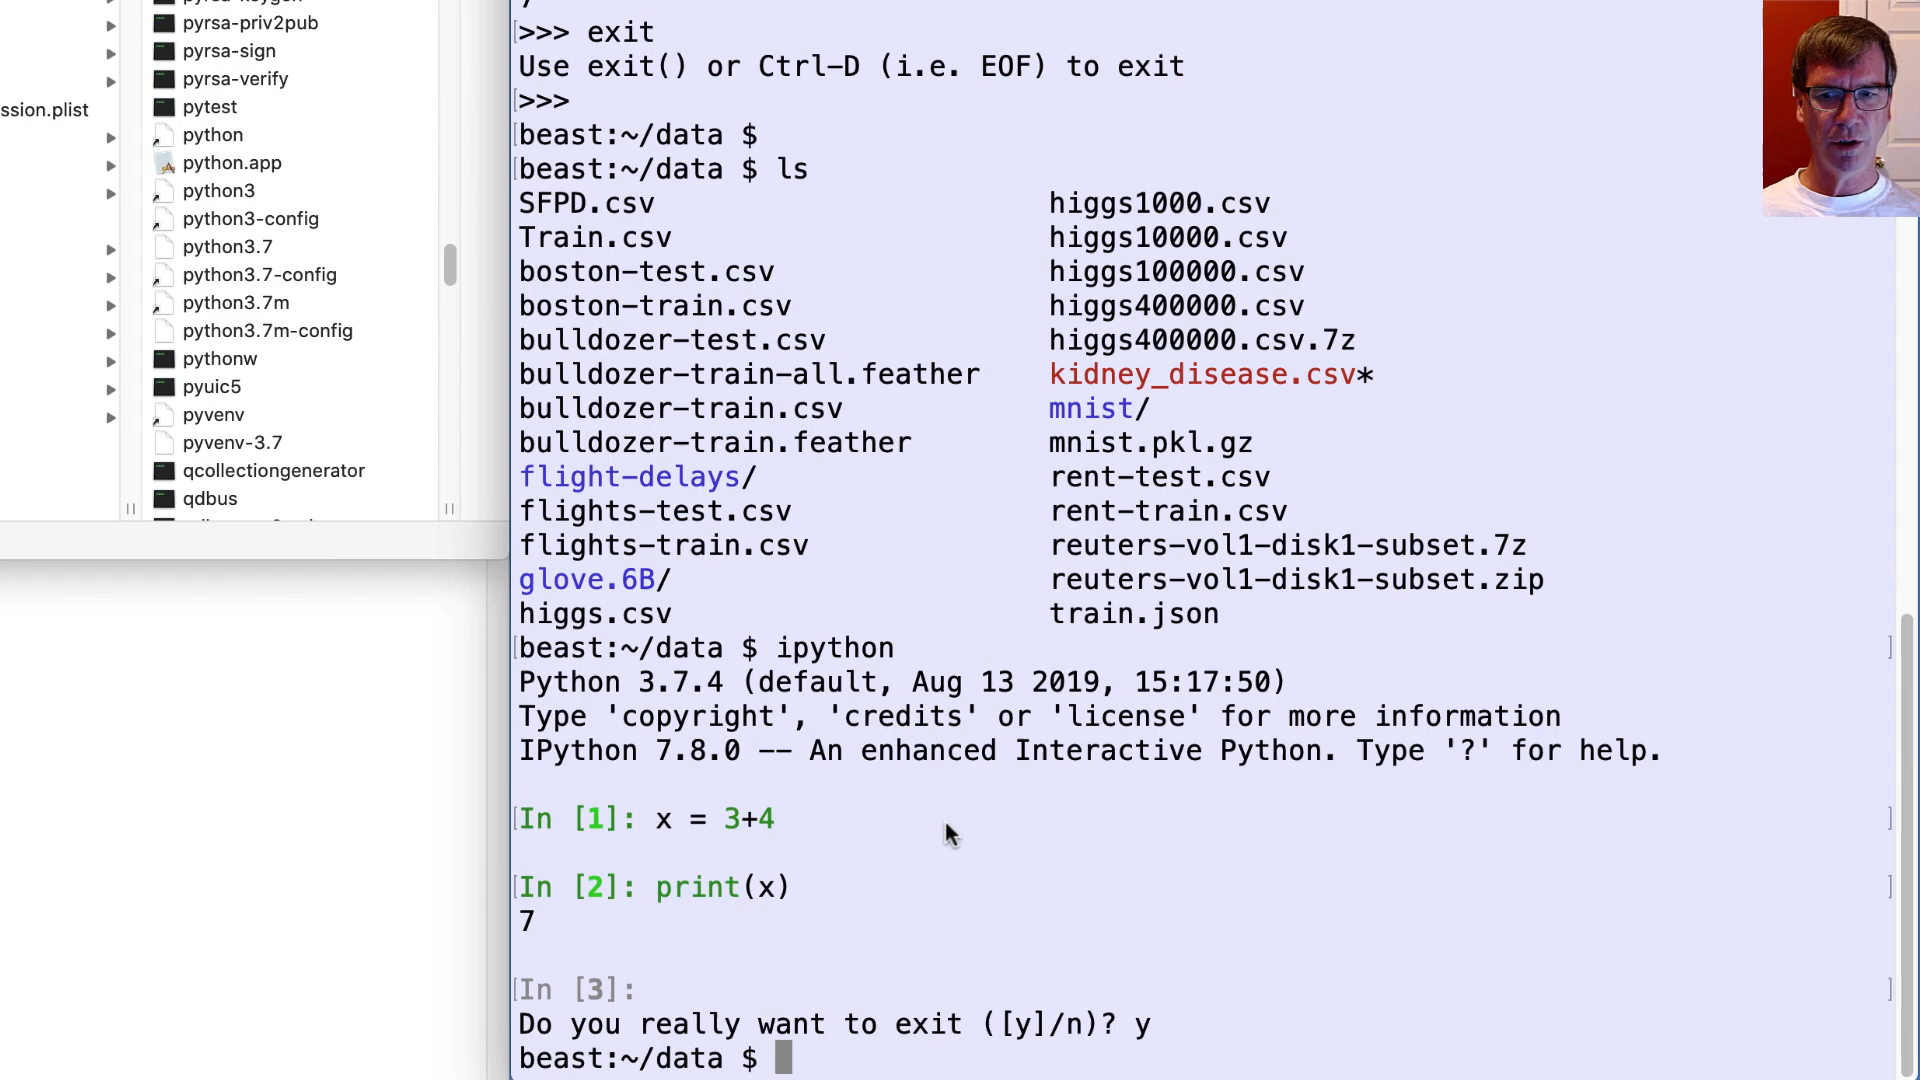 pyrsa-priv2pub
pyrsa-sign
pyrsa-verify
pytest
ssion.plist
python
python.app
python3
python3-config
python3.7
python3.7-config
python3.7m
python3.7m-config
pythonw
pyuic5
pyvenv
pyvenv-3.7
qcollectiongenerator
qdbus
>>> exit
Use exit() or Ctrl-D (i.e. EOF) to exit
>>>
beast:~/data $
beast:~/data $ ls
SFPD.csv higgs1000.csv
Train.csv higgs10000.csv
boston-test.csv higgs100000.csv
boston-train.csv higgs400000.csv
bulldozer-test.csv higgs400000.csv.7z
bulldozer-train-all.feather kidney_disease.csv*
bulldozer-train.csv mnist/
bulldozer-train.feather mnist.pkl.gz
flight-delays/ rent-test.csv
flights-test.csv rent-train.csv
flights-train.csv reuters-vol1-disk1-subset.7z
glove.6B/ reuters-vol1-disk1-subset.zip
higgs.csv train.json
beast:~/data $ ipython
Python 3.7.4 (default, Aug 13 2019, 15:17:50)
Type 'copyright', 'credits' or 'license' for more information
IPython 7.8.0 -- An enhanced Interactive Python. Type '?' for help.
In [1]: x = 3+4
In [2]: print(x)
7
In [3]:
Do you really want to exit ([y]/n)? y
beast:~/data $